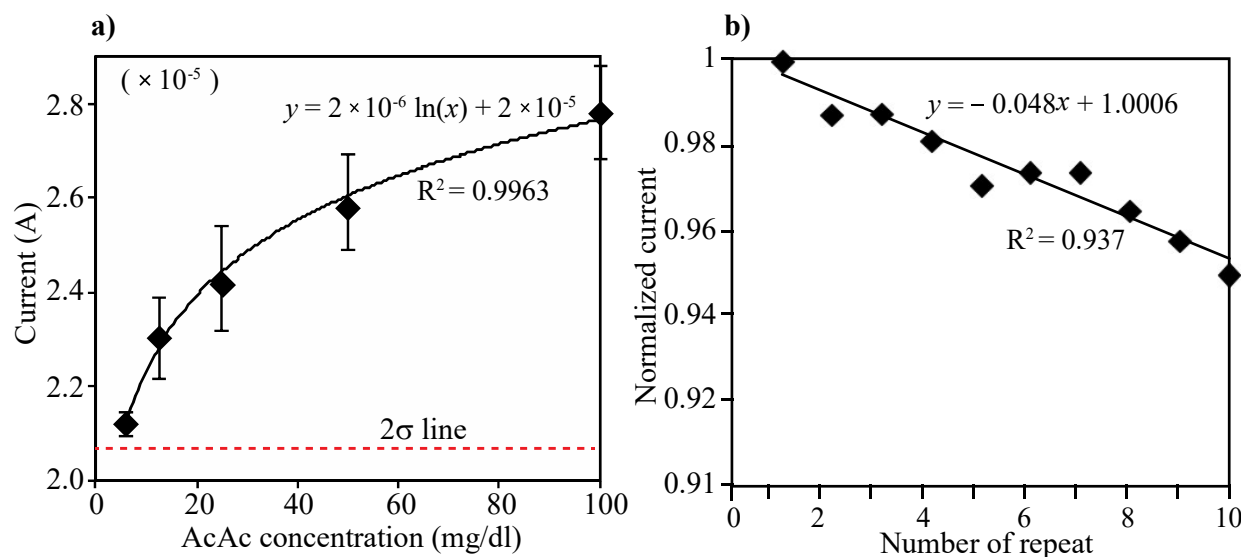 a)
( × 10⁻⁵ )
y = 2 × 10⁻⁶ ln(x) + 2 × 10⁻⁵
R² = 0.9963
2σ line
2.8
2.6
2.4
2.2
2.0
0 20 40 60 80 100
Current (A)
AcAc concentration (mg/dl)
b)
y = − 0.048x + 1.0006
R² = 0.937
1
0.98
0.96
0.94
0.92
0.91
0 2 4 6 8 10
Normalized current
Number of repeat